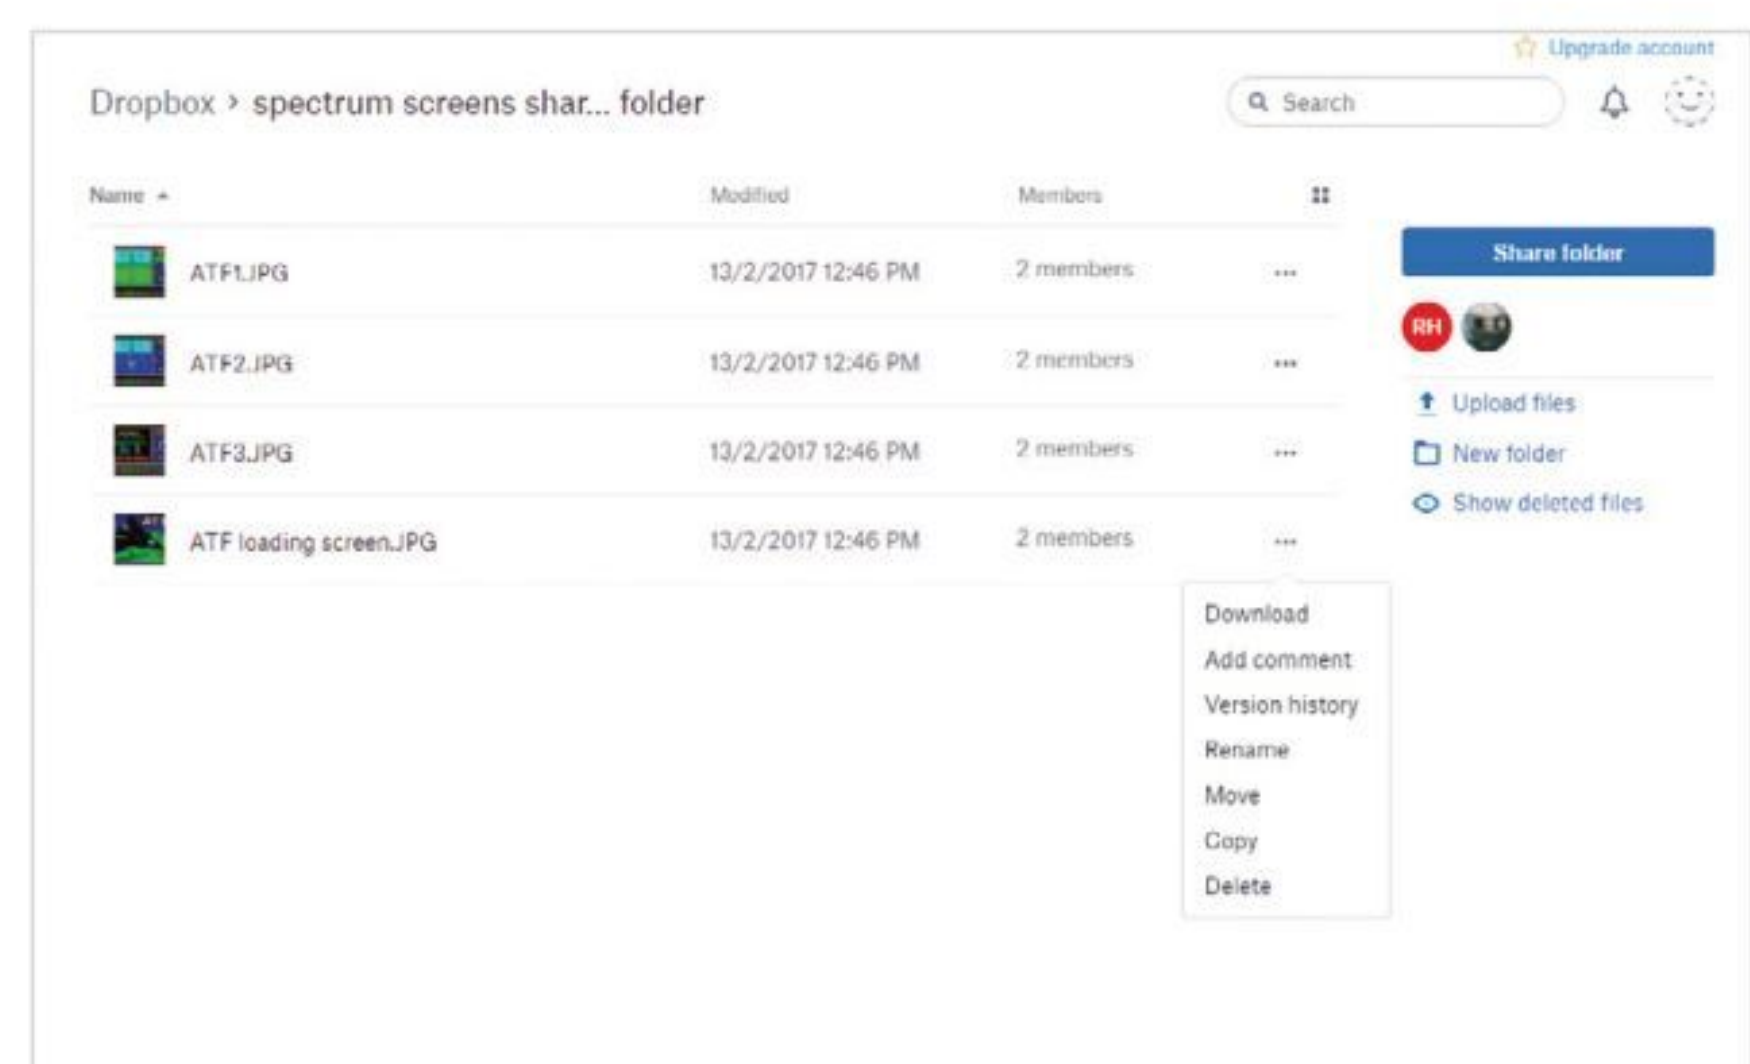 Upgrade account
Dropbox > spectrum screens shar... folder
Search
Name Modified Members
ATF1.JPG 13/2/2017 12:46 PM 2 members ...
Share folder
RH
ATF2.JPG 13/2/2017 12:46 PM 2 members ...
Upload files
ATF3.JPG 13/2/2017 12:46 PM 2 members ...
New folder
Show deleted files
ATF loading screen.JPG 13/2/2017 12:46 PM 2 members ...
Download
Add comment
Version history
Rename
Move
Copy
Delete